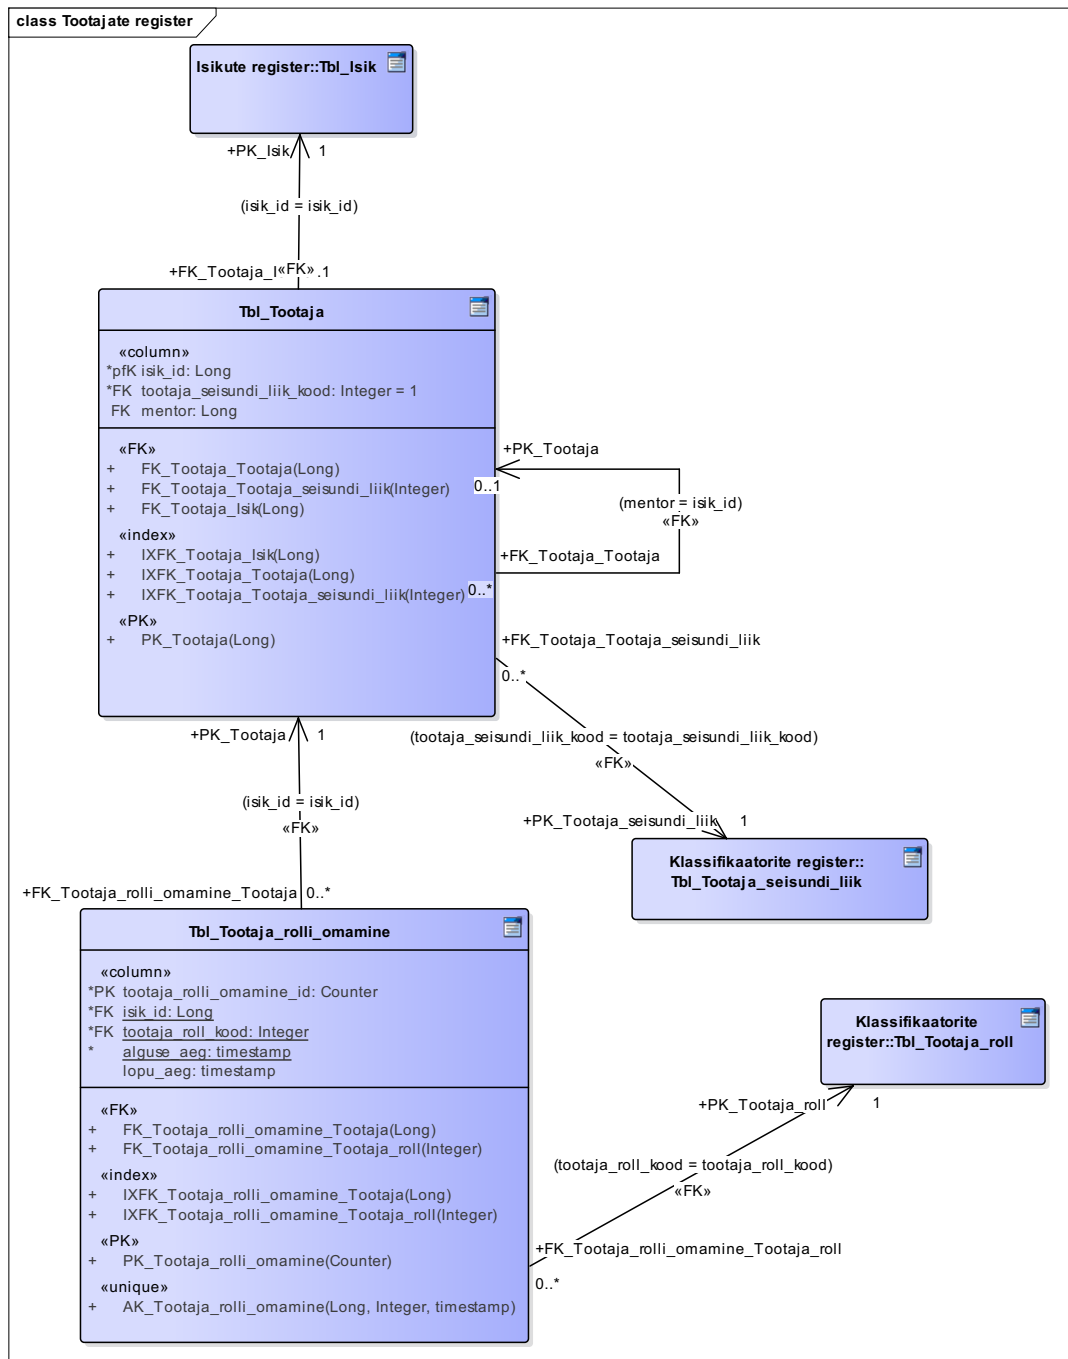 class Tootajate register
Isikute register::Tbl_Isik
+PK_Isik
1
(isik_id = isik_id)
+FK_Tootaja_I
«FK»
.1
Tbl_Tootaja
«column»
*pfK isik_id: Long
*FK tootaja_seisundi_liik_kood: Integer = 1
FK mentor: Long
«FK»
+ FK_Tootaja_Tootaja(Long)
+ FK_Tootaja_Tootaja_seisundi_liik(Integer)
+ FK_Tootaja_Isik(Long)
«index»
+ IXFK_Tootaja_Isik(Long)
+ IXFK_Tootaja_Tootaja(Long)
+ IXFK_Tootaja_Tootaja_seisundi_liik(Integer)
«PK»
+ PK_Tootaja(Long)
+PK_Tootaja
0..1
(mentor = isik_id)
«FK»
+FK_Tootaja_Tootaja
0..*
+FK_Tootaja_Tootaja_seisundi_liik
0..*
(tootaja_seisundi_liik_kood = tootaja_seisundi_liik_kood)
«FK»
+PK_Tootaja_seisundi_liik
1
Klassifikaatorite register::
Tbl_Tootaja_seisundi_liik
+PK_Tootaja
1
(isik_id = isik_id)
«FK»
+FK_Tootaja_rolli_omamine_Tootaja
0..*
Tbl_Tootaja_rolli_omamine
«column»
*PK tootaja_rolli_omamine_id: Counter
*FK isik_id: Long
*FK tootaja_roll_kood: Integer
* alguse_aeg: timestamp
lopu_aeg: timestamp
«FK»
+ FK_Tootaja_rolli_omamine_Tootaja(Long)
+ FK_Tootaja_rolli_omamine_Tootaja_roll(Integer)
«index»
+ IXFK_Tootaja_rolli_omamine_Tootaja(Long)
+ IXFK_Tootaja_rolli_omamine_Tootaja_roll(Integer)
«PK»
+ PK_Tootaja_rolli_omamine(Counter)
«unique»
+ AK_Tootaja_rolli_omamine(Long, Integer, timestamp)
Klassifikaatorite
register::Tbl_Tootaja_roll
+PK_Tootaja_roll
1
(tootaja_roll_kood = tootaja_roll_kood)
«FK»
+FK_Tootaja_rolli_omamine_Tootaja_roll
0..*